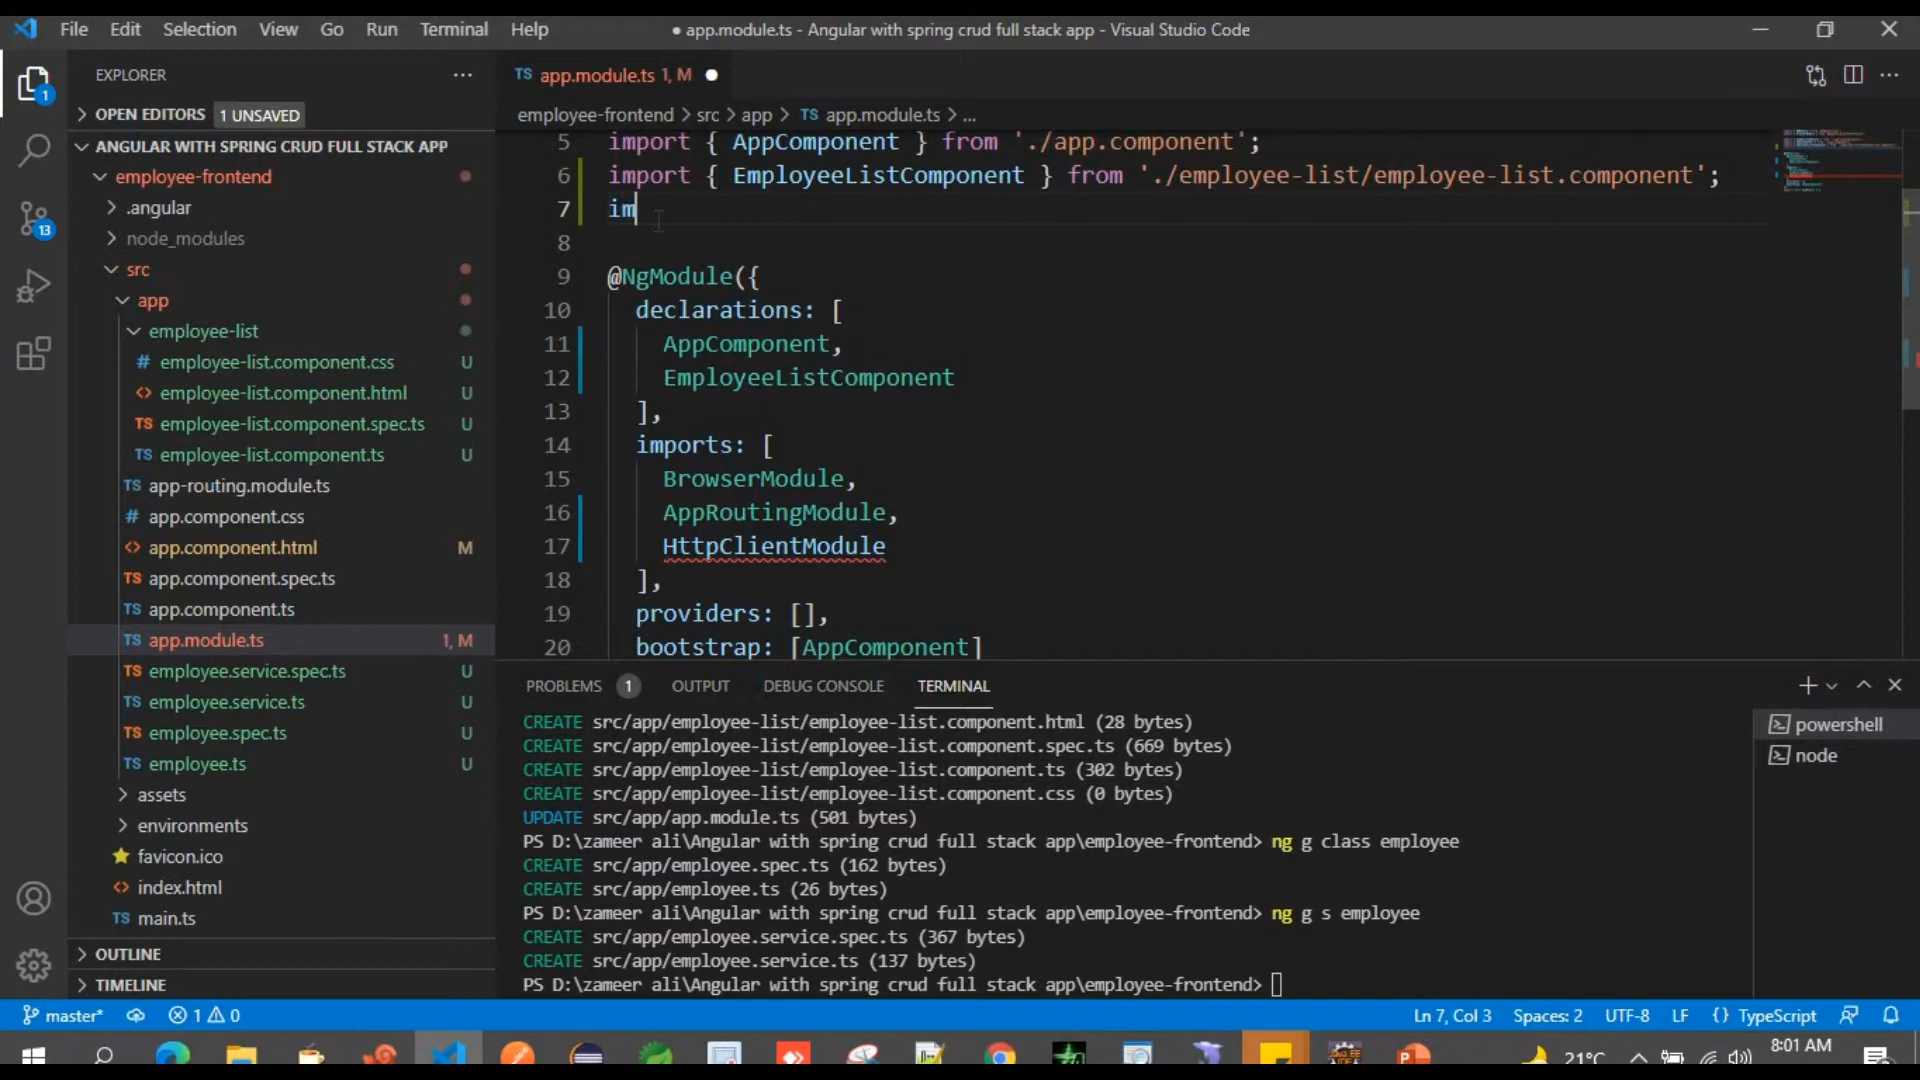 File Edit Selection View Go Run Terminal Help
● app.module.ts - Angular with spring crud full stack app - Visual Studio Code
EXPLORER
OPEN EDITORS 1 UNSAVED
ANGULAR WITH SPRING CRUD FULL STACK APP
employee-frontend
.angular
node_modules
src
app
employee-list
# employee-list.component.css U
<> employee-list.component.html U
TS employee-list.component.spec.ts U
TS employee-list.component.ts U
TS app-routing.module.ts
# app.component.css
<> app.component.html M
TS app.component.spec.ts
TS app.component.ts
TS app.module.ts 1, M
TS employee.service.spec.ts U
TS employee.service.ts U
TS employee.spec.ts U
TS employee.ts U
assets
environments
favicon.ico
<> index.html
TS main.ts
OUTLINE
TIMELINE
1
13
TS app.module.ts 1, M ●
employee-frontend > src > app > TS app.module.ts > ...
5 import { AppComponent } from './app.component';
6 import { EmployeeListComponent } from './employee-list/employee-list.component';
7 im
8
9 @NgModule({
10 declarations: [
11 AppComponent,
12 EmployeeListComponent
13 ],
14 imports: [
15 BrowserModule,
16 AppRoutingModule,
17 HttpClientModule
18 ],
19 providers: [],
20 bootstrap: [AppComponent]
PROBLEMS 1 OUTPUT DEBUG CONSOLE TERMINAL
CREATE src/app/employee-list/employee-list.component.html (28 bytes)
CREATE src/app/employee-list/employee-list.component.spec.ts (669 bytes)
CREATE src/app/employee-list/employee-list.component.ts (302 bytes)
CREATE src/app/employee-list/employee-list.component.css (0 bytes)
UPDATE src/app/app.module.ts (501 bytes)
PS D:\zameer ali\Angular with spring crud full stack app\employee-frontend> ng g class employee
CREATE src/app/employee.spec.ts (162 bytes)
CREATE src/app/employee.ts (26 bytes)
PS D:\zameer ali\Angular with spring crud full stack app\employee-frontend> ng g s employee
CREATE src/app/employee.service.spec.ts (367 bytes)
CREATE src/app/employee.service.ts (137 bytes)
PS D:\zameer ali\Angular with spring crud full stack app\employee-frontend>
powershell
node
master* 1 0 Ln 7, Col 3 Spaces: 2 UTF-8 LF {} TypeScript
21°C
8:01 AM